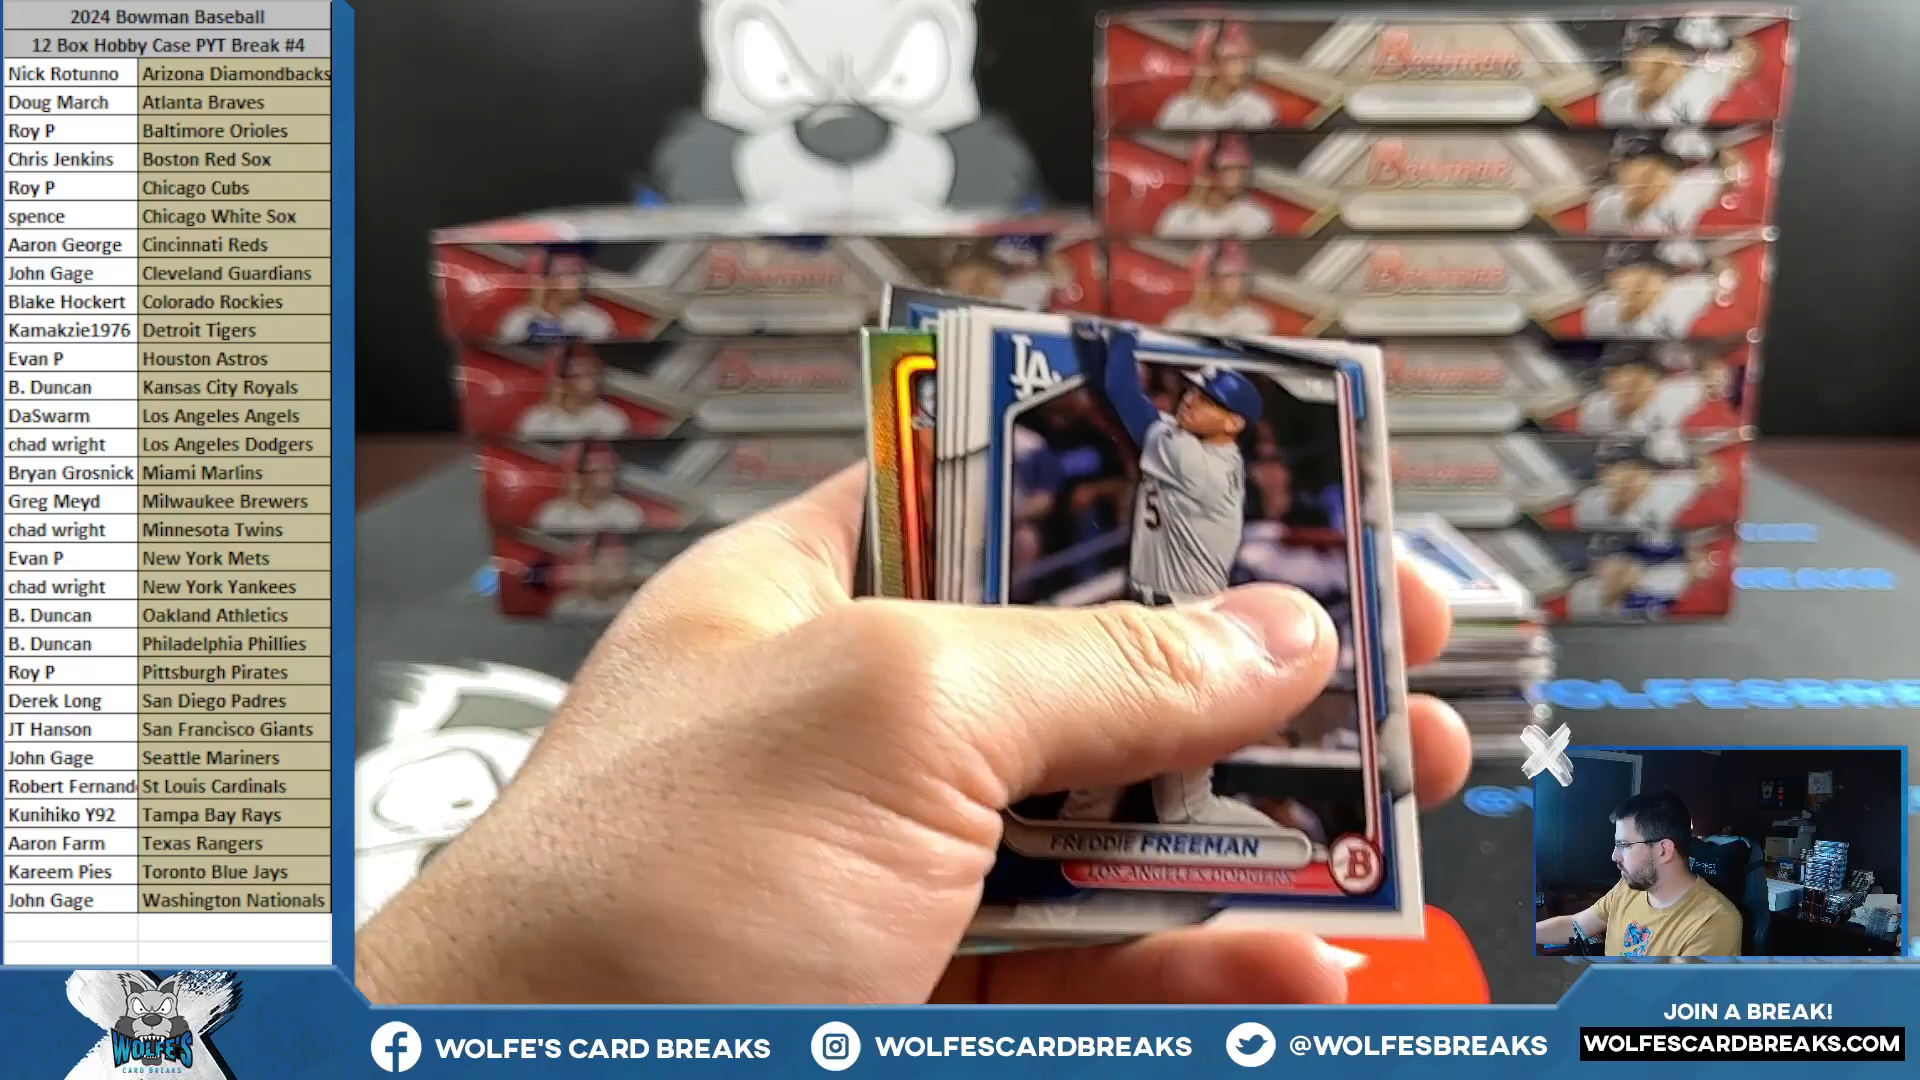 2024 Bowman Baseball
12 Box Hobby Case PYT Break #4
Nick Rotunno Arizona Diamondbacks
Doug March Atlanta Braves
Roy P Baltimore Orioles
Chris Jenkins Boston Red Sox
Roy P Chicago Cubs
spence Chicago White Sox
Aaron George Cincinnati Reds
John Gage Cleveland Guardians
Blake Hockert Colorado Rockies
Kamakzie1976 Detroit Tigers
Evan P Houston Astros
B. Duncan Kansas City Royals
DaSwarm Los Angeles Angels
chad wright Los Angeles Dodgers
Bryan Grosnick Miami Marlins
Greg Meyd Milwaukee Brewers
chad wright Minnesota Twins
Evan P New York Mets
chad wright New York Yankees
B. Duncan Oakland Athletics
B. Duncan Philadelphia Phillies
Roy P Pittsburgh Pirates
Derek Long San Diego Padres
JT Hanson San Francisco Giants
John Gage Seattle Mariners
Robert Fernand St Louis Cardinals
Kunihiko Y92 Tampa Bay Rays
Aaron Farm Texas Rangers
Kareem Pies Toronto Blue Jays
John Gage Washington Nationals
BOWMAN
BOWMAN
BOWMAN
BOWMAN
BOWMAN
LA
5
FREDDIE FREEMAN
LOS ANGELES DODGERS
B
WOLFE'S
CARD BREAKS
WOLFE'S CARD BREAKS
WOLFESCARDBREAKS
@WOLFESBREAKS
JOIN A BREAK!
WOLFESCARDBREAKS.COM